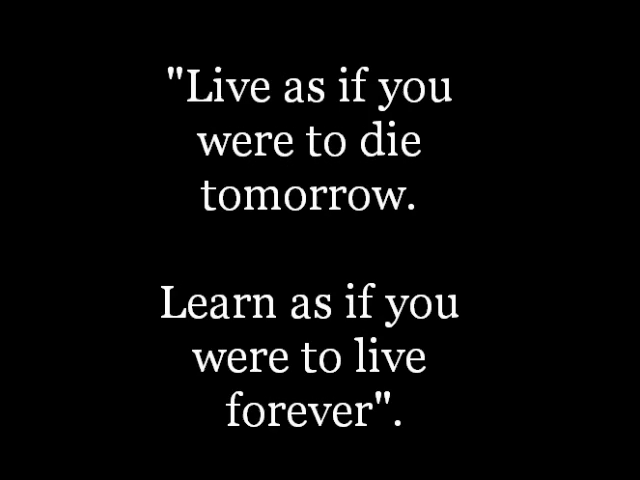 "Live as if you
were to die
tomorrow.
Learn as if you
were to live
forever".